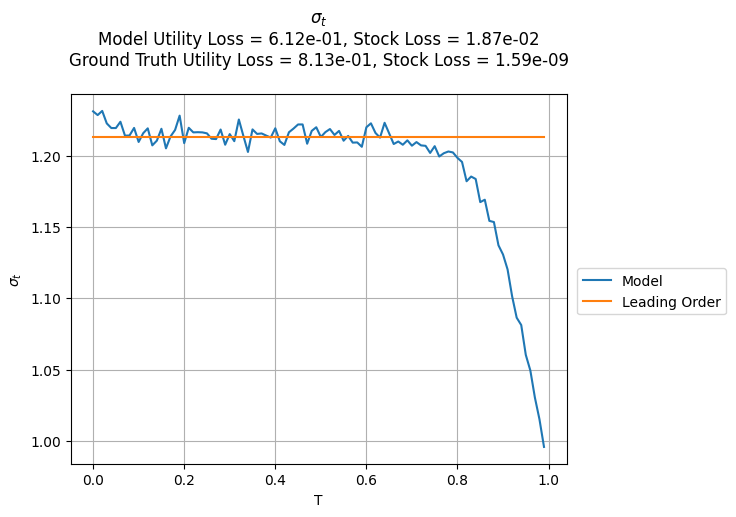 σt
Model Utility Loss = 6.12e-01, Stock Loss = 1.87e-02
Ground Truth Utility Loss = 8.13e-01, Stock Loss = 1.59e-09
1.20
1.15
1.10
1.05
1.00
σt
0.0 0.2 0.4 0.6 0.8 1.0
T
Model
Leading Order